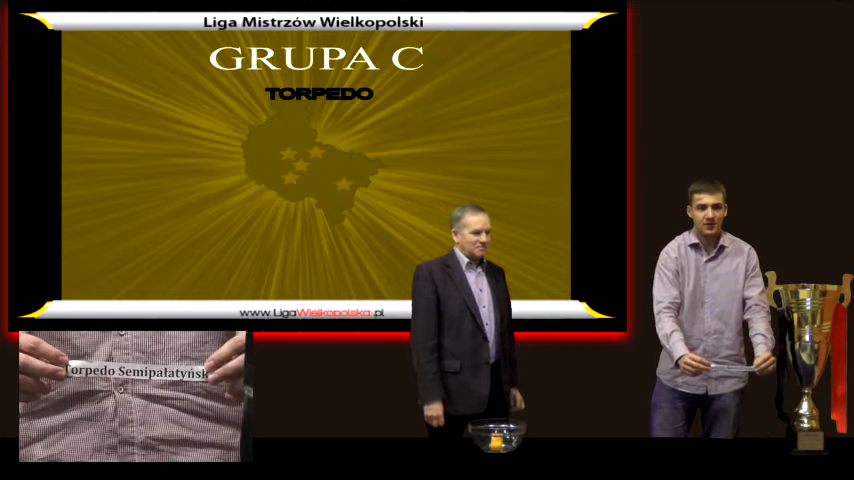 Liga Mistrzów Wielkopolski
GRUPA C
TORPEDO
www.LigaWielkopolska.pl
Torpedo Semipałatyńsk